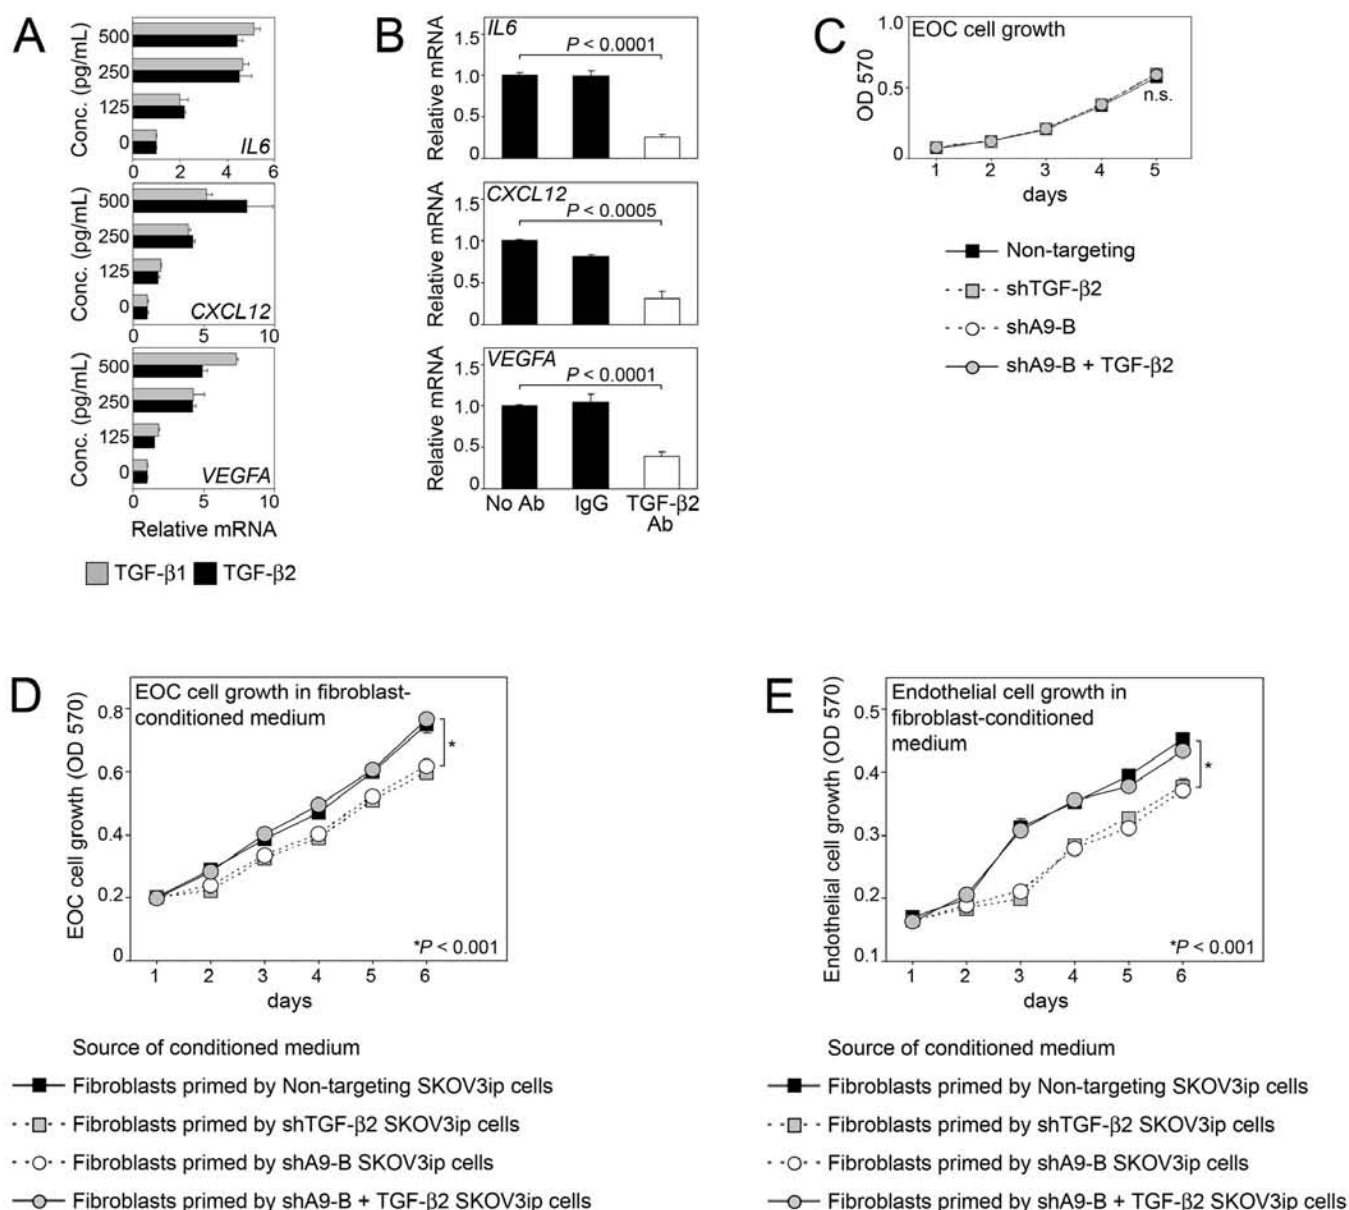 A
Conc. (pg/mL)
500
250
125
0
IL6
0 2 4 6
Conc. (pg/mL)
500
250
125
0
CXCL12
0 5 10
Conc. (pg/mL)
500
250
125
0
VEGFA
0 5 10
Relative mRNA
TGF-β1 TGF-β2
B
Relative mRNA
IL6
1.5
1.0
0.5
0
P < 0.0001
Relative mRNA
CXCL12
1.5
1.0
0.5
0
P < 0.0005
Relative mRNA
VEGFA
1.5
1.0
0.5
0
P < 0.0001
No Ab IgG TGF-β2
Ab
C
OD 570
1.0
0.5
0
EOC cell growth
n.s.
1 2 3 4 5
days
Non-targeting
shTGF-β2
shA9-B
shA9-B + TGF-β2
D
EOC cell growth (OD 570)
0.8
0.6
0.4
0.2
0
EOC cell growth in fibroblast-
conditioned medium
*
*P < 0.001
1 2 3 4 5 6
days
Source of conditioned medium
Fibroblasts primed by Non-targeting SKOV3ip cells
Fibroblasts primed by shTGF-β2 SKOV3ip cells
Fibroblasts primed by shA9-B SKOV3ip cells
Fibroblasts primed by shA9-B + TGF-β2 SKOV3ip cells
E
Endothelial cell growth (OD 570)
0.5
0.4
0.3
0.2
0.1
Endothelial cell growth in
fibroblast-conditioned
medium
*
*P < 0.001
1 2 3 4 5 6
days
Source of conditioned medium
Fibroblasts primed by Non-targeting SKOV3ip cells
Fibroblasts primed by shTGF-β2 SKOV3ip cells
Fibroblasts primed by shA9-B SKOV3ip cells
Fibroblasts primed by shA9-B + TGF-β2 SKOV3ip cells